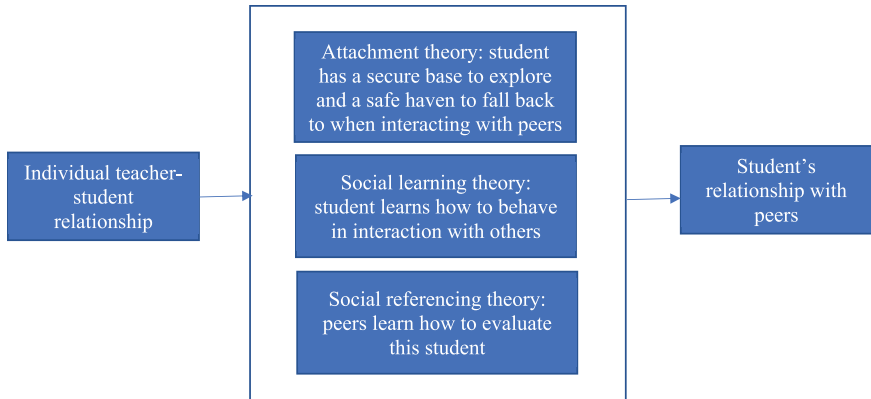 Individual teacher-
student
relationship
Attachment theory: student
has a secure base to explore
and a safe haven to fall back
to when interacting with peers
Social learning theory:
student learns how to behave
in interaction with others
Social referencing theory:
peers learn how to evaluate
this student
Student’s
relationship with
peers